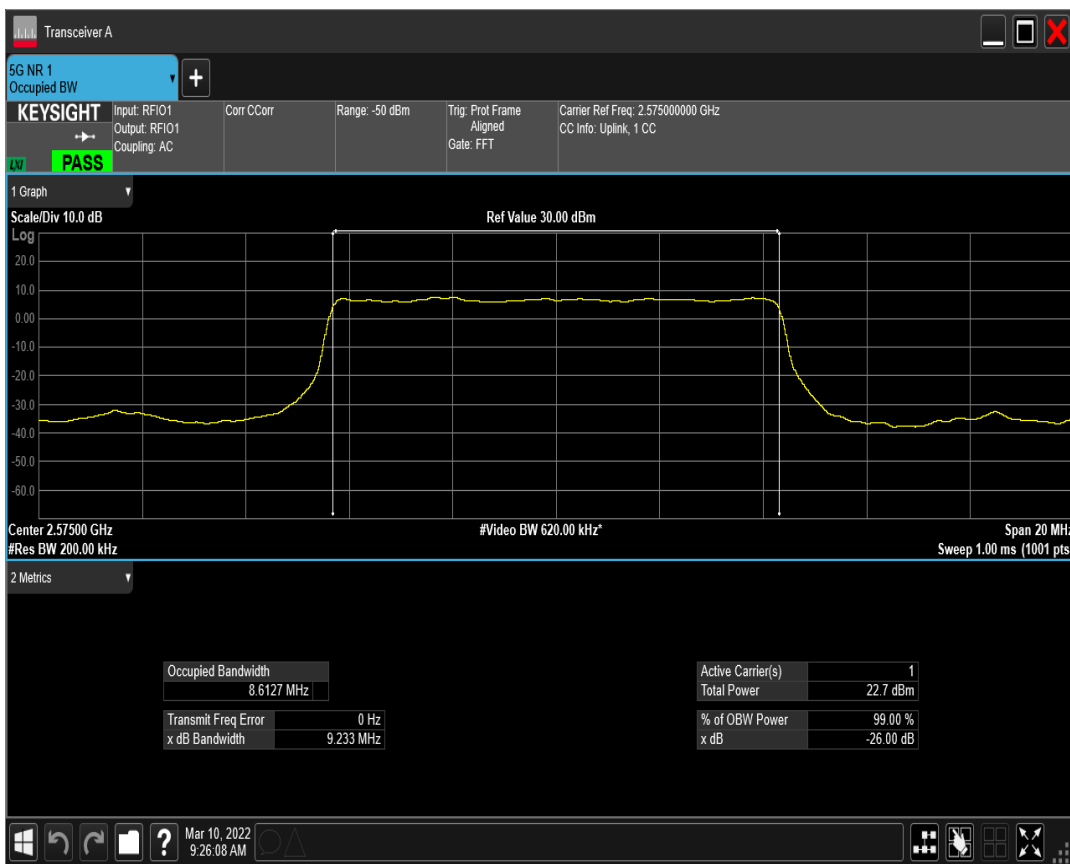 Transceiver A
5G NR 1
Occupied BW
KEYSIGHT
LXI
PASS
Input: RFIO1
Output: RFIO1
Coupling: AC
Corr CCorr
Range: -50 dBm
Trig: Prot Frame
Aligned
Gate: FFT
Carrier Ref Freq: 2.575000000 GHz
CC Info: Uplink, 1 CC
1 Graph
Scale/Div 10.0 dB
Ref Value 30.00 dBm
Log
20.0
10.0
0.00
-10.0
-20.0
-30.0
-40.0
-50.0
-60.0
Center 2.57500 GHz
#Video BW 620.00 kHz*
Span 20 MHz
#Res BW 200.00 kHz
Sweep 1.00 ms (1001 pts
2 Metrics
Occupied Bandwidth
8.6127 MHz
Transmit Freq Error 0 Hz
x dB Bandwidth 9.233 MHz
Active Carrier(s) 1
Total Power 22.7 dBm
% of OBW Power 99.00 %
x dB -26.00 dB
?
Mar 10, 2022
9:26:08 AM